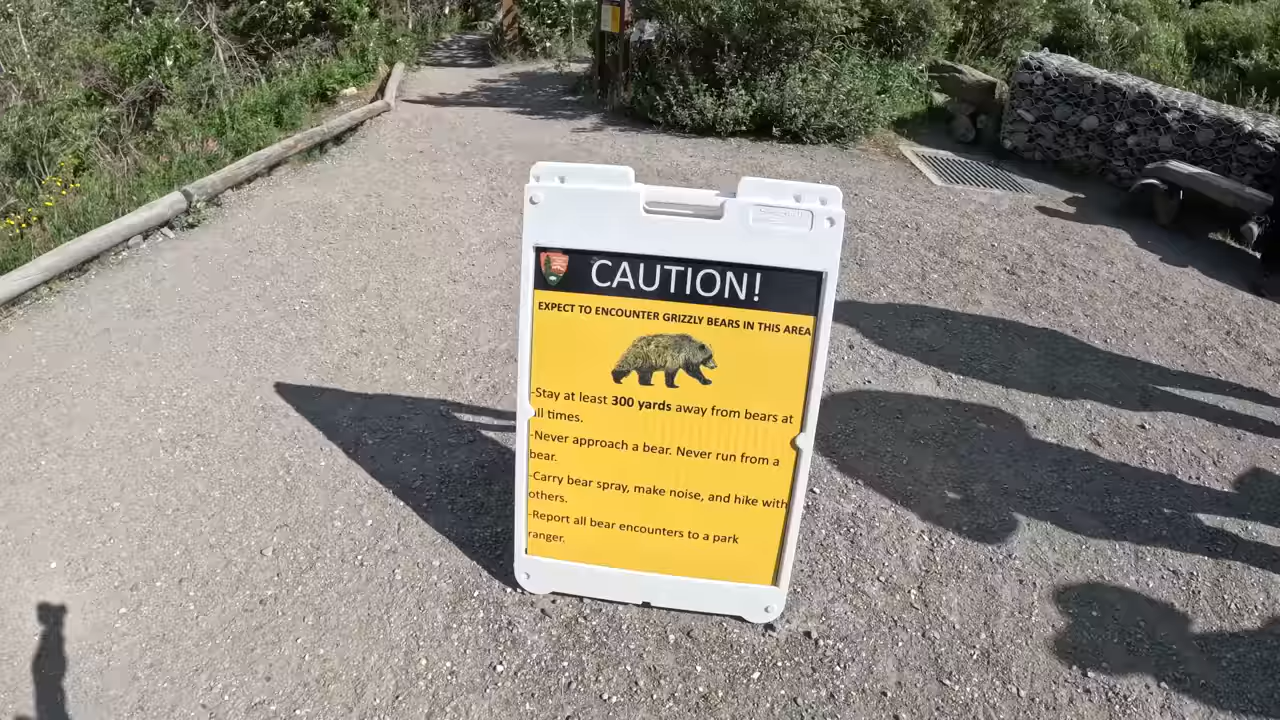 CAUTION!
EXPECT TO ENCOUNTER GRIZZLY BEARS IN THIS AREA
-Stay at least 300 yards away from bears at
all times.
-Never approach a bear. Never run from a
bear.
-Carry bear spray, make noise, and hike with
others.
-Report all bear encounters to a park
ranger.